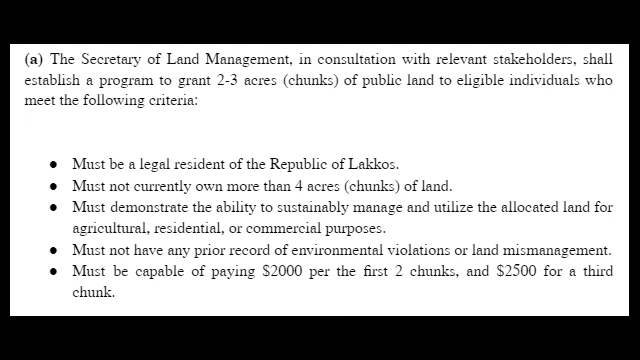 (a) The Secretary of Land Management, in consultation with relevant stakeholders, shall
establish a program to grant 2-3 acres (chunks) of public land to eligible individuals who
meet the following criteria:
● Must be a legal resident of the Republic of Lakkos.
● Must not currently own more than 4 acres (chunks) of land.
● Must demonstrate the ability to sustainably manage and utilize the allocated land for
agricultural, residential, or commercial purposes.
● Must not have any prior record of environmental violations or land mismanagement.
● Must be capable of paying $2000 per the first 2 chunks, and $2500 for a third
chunk.